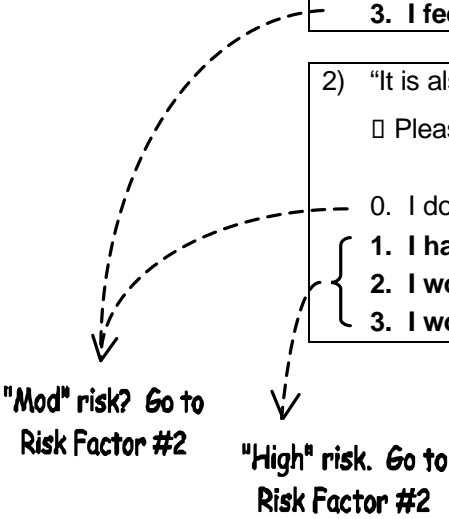 3. I fee
2) “It is als
▯ Pleas
0. I do
1. I ha
2. I wo
3. I wo
"Mod" risk? Go to
Risk Factor #2
"High" risk. Go to
Risk Factor #2